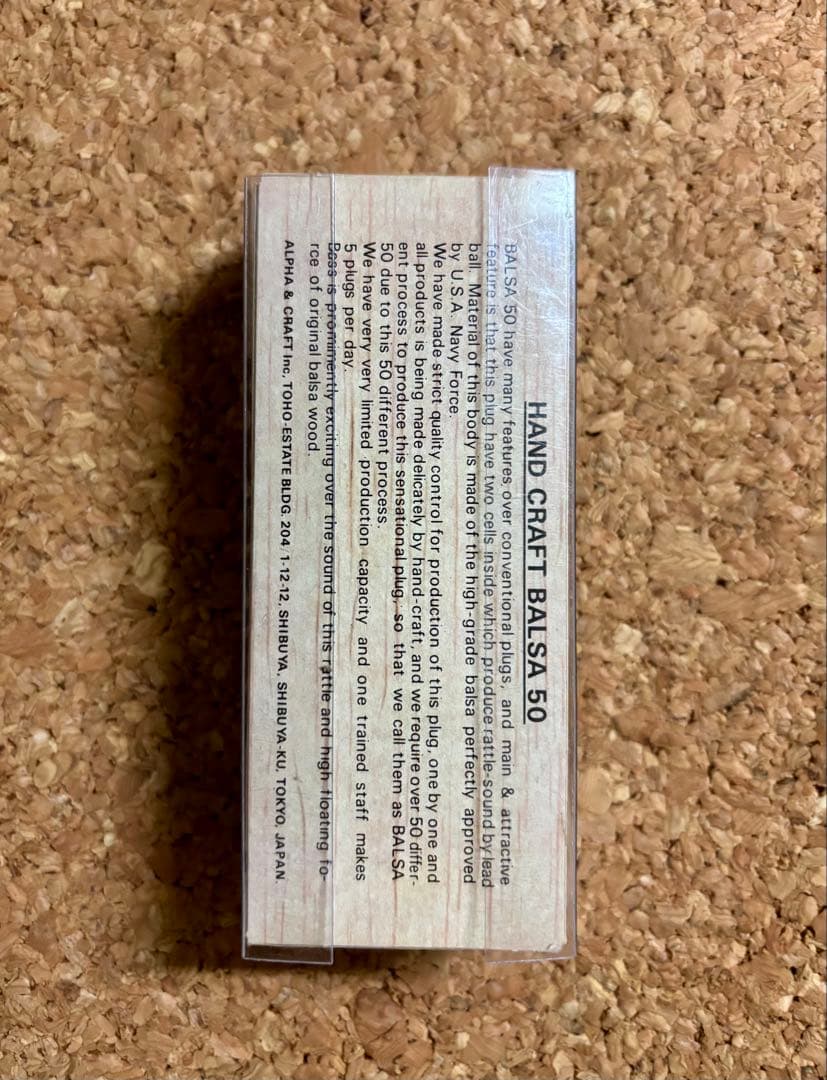 HAND CRAFT BALSA 50
BALSA 50 have many features, over conventional plugs, and main & attractive
feature is that this plug have two cells inside which produce rattle-sound by lead
ball. Material of this body is made of the high-grade balsa perfectly approved
by U.S.A. Navy Force.
We have made strict quality control for production of this plug, one by one and
all products is being made delicately by hand-craft, and we require over 50 differ-
ent process to produce this sensational plug, so that we call them as BALSA
50 due to this 50 different process.
We have very very limited production capacity and one trained staff makes
5 plugs per day.
Bass is prominently exciting over the sound of this rattle and high floating fo-
rce of original balsa wood.
ALPHA & CRAFT Inc, TOHO-ESTATE BLDG. 204 1-12-12, SHIBUYA, SHIBUYA-KU, TOKYO, JAPAN.